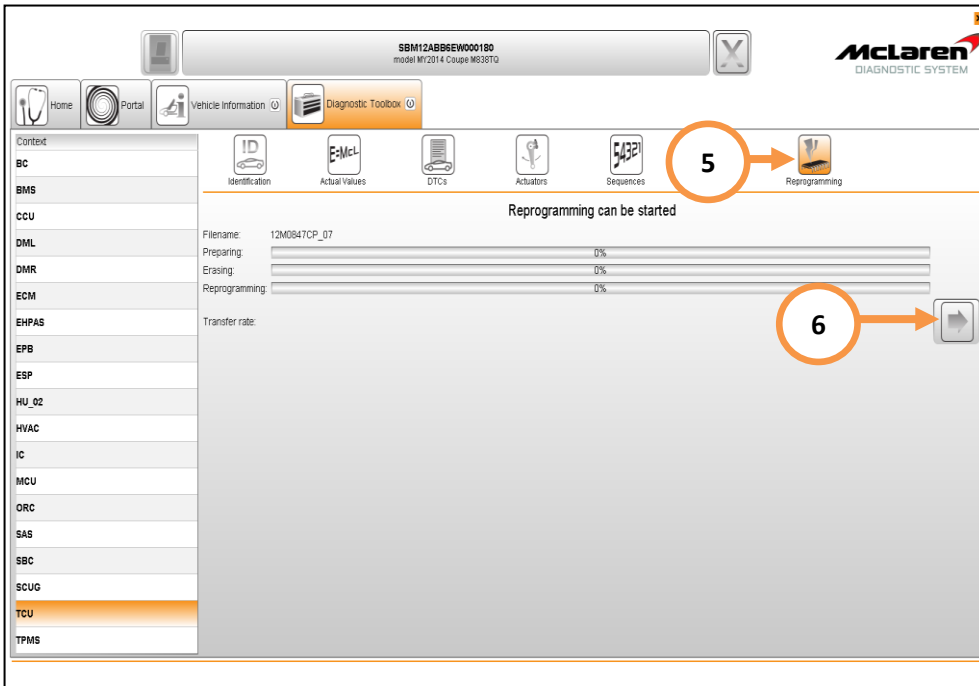 SBM12ABB6EW000180
model MY2014 Coupe M838TQ
X
McLaren
DIAGNOSTIC SYSTEM
Home
Portal
Vehicle Information
Diagnostic Toolbox
Context
BC
BMS
CCU
DML
DMR
ECM
EHPAS
EPB
ESP
HU_02
HVAC
IC
MCU
ORC
SAS
SBC
SCUG
TCU
TPMS
ID
Identification
E=McL
Actual Values
DTCs
Actuators
54321
Sequences
5
Reprogramming
Reprogramming can be started
Filename: 12M0847CP_07
Preparing: 0%
Erasing: 0%
Reprogramming: 0%
Transfer rate:
6